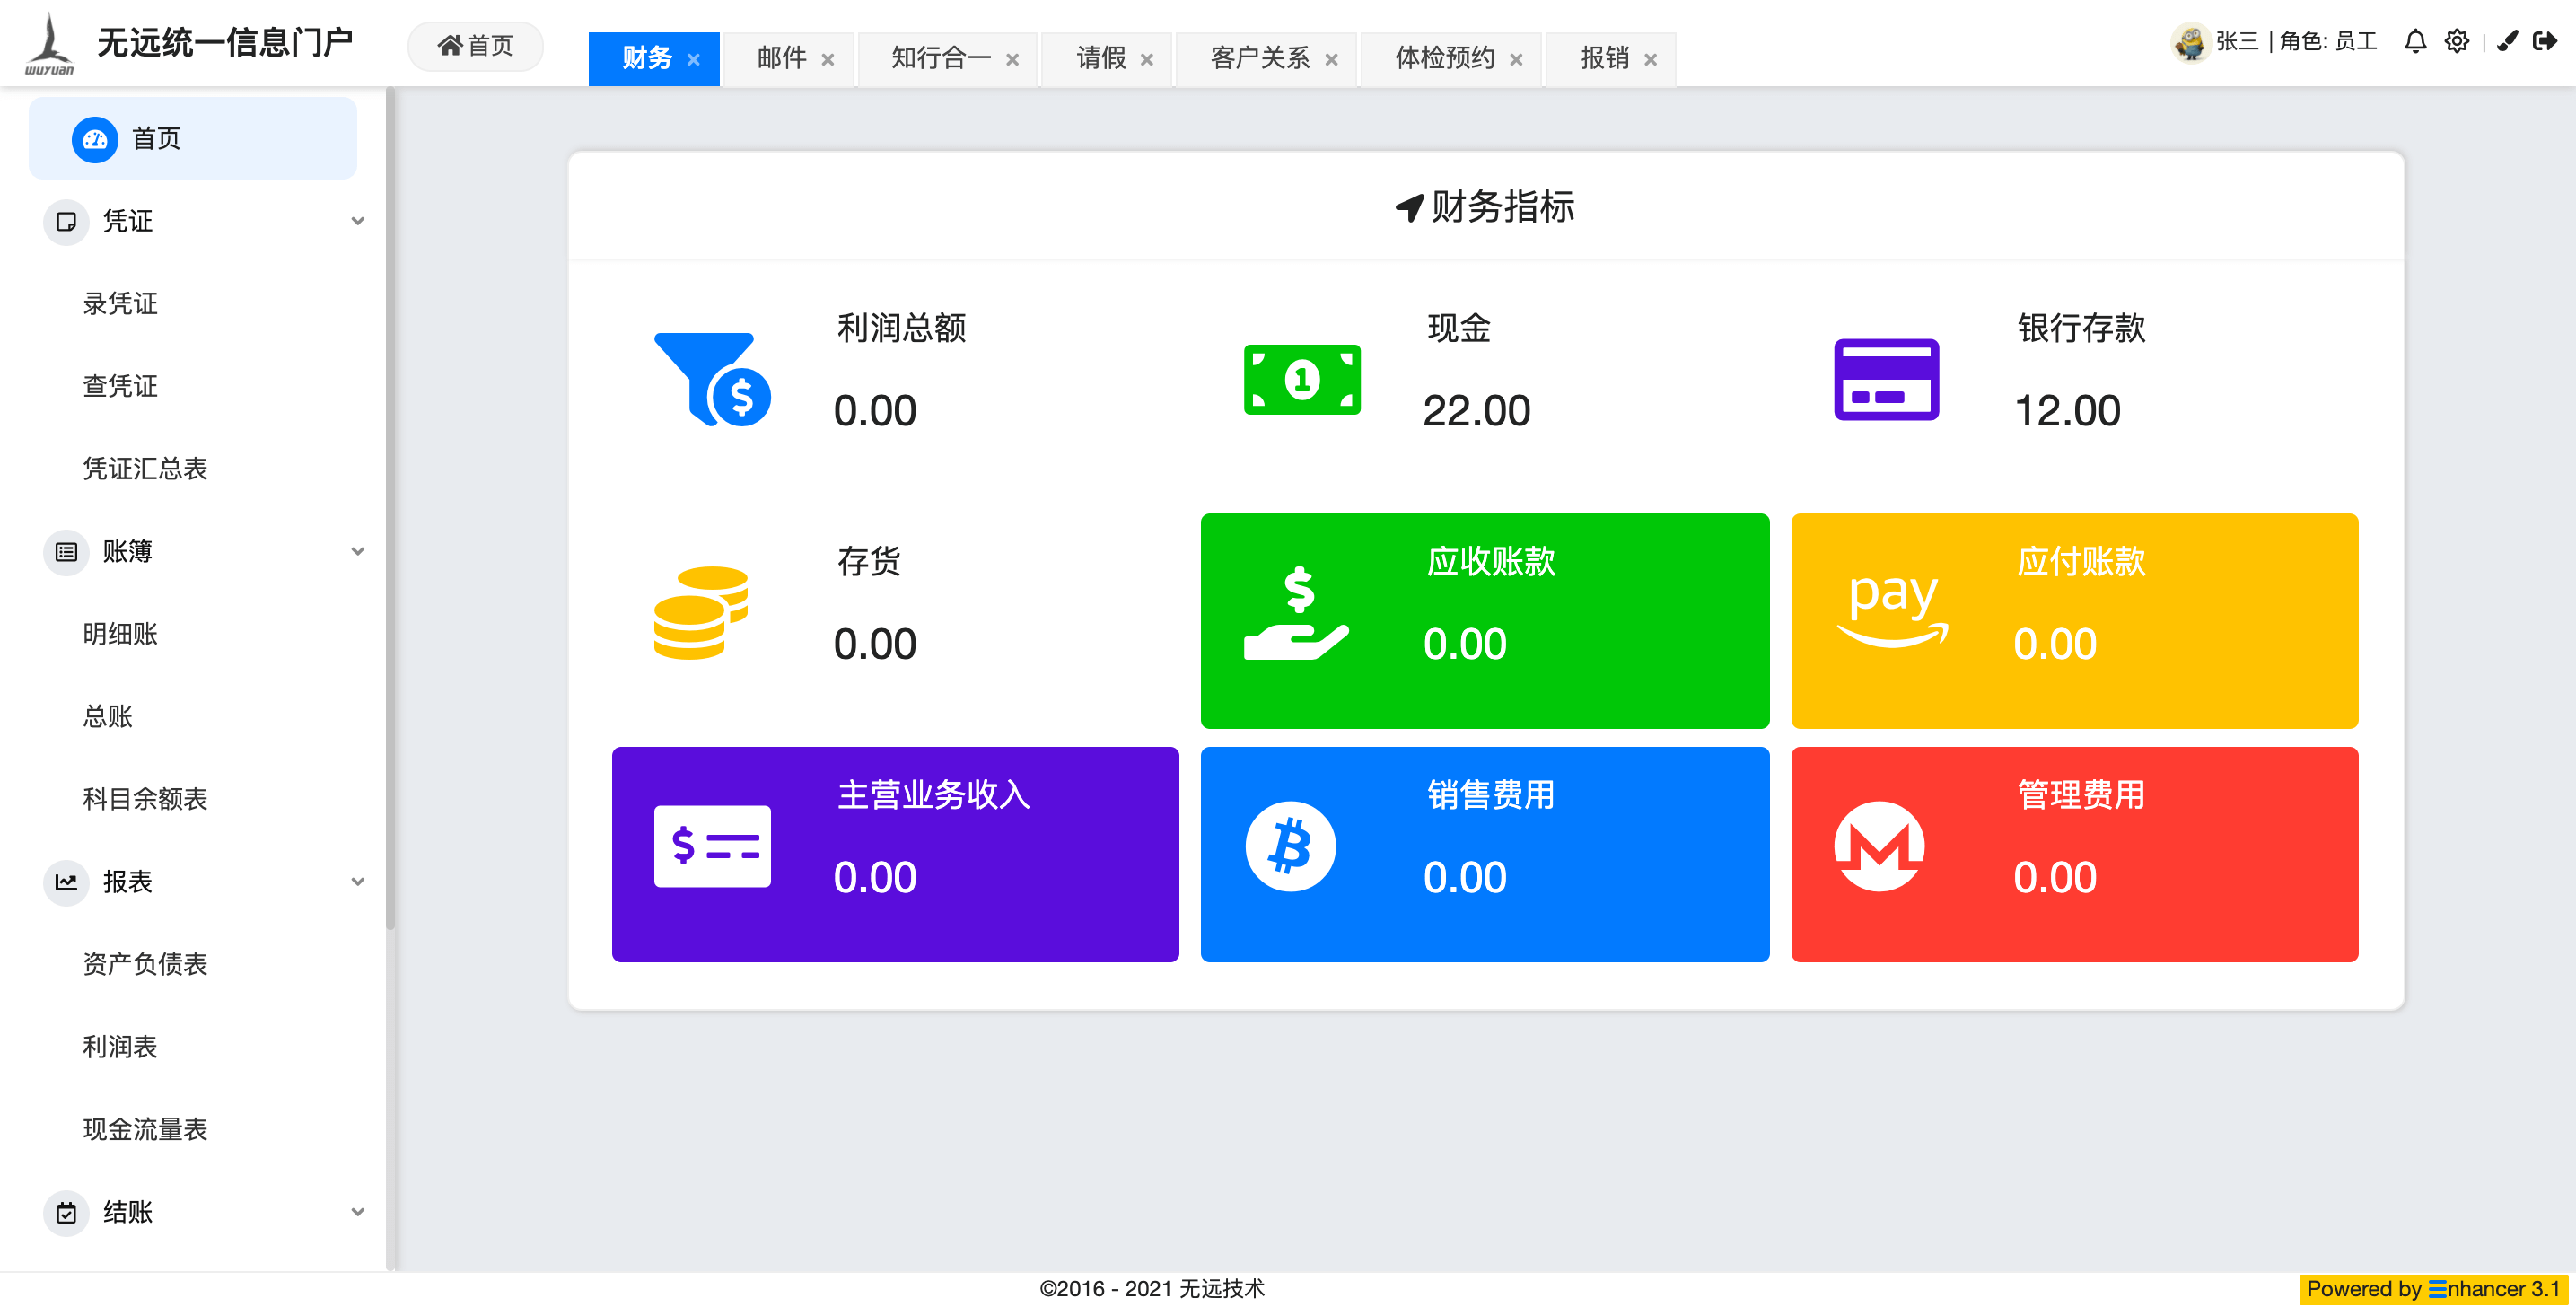 WUYUAN
无远统一信息门户
首页
财务
邮件
知行合一
请假
客户关系
体检预约
报销
张三 | 角色: 员工
|
首页
凭证
录凭证
查凭证
凭证汇总表
账簿
明细账
总账
科目余额表
报表
资产负债表
利润表
现金流量表
结账
财务指标
利润总额
0.00
现金
22.00
银行存款
12.00
存货
0.00
应收账款
0.00
pay
应付账款
0.00
主营业务收入
0.00
销售费用
0.00
管理费用
0.00
©2016 - 2021 无远技术
Powered by Enhancer 3.1